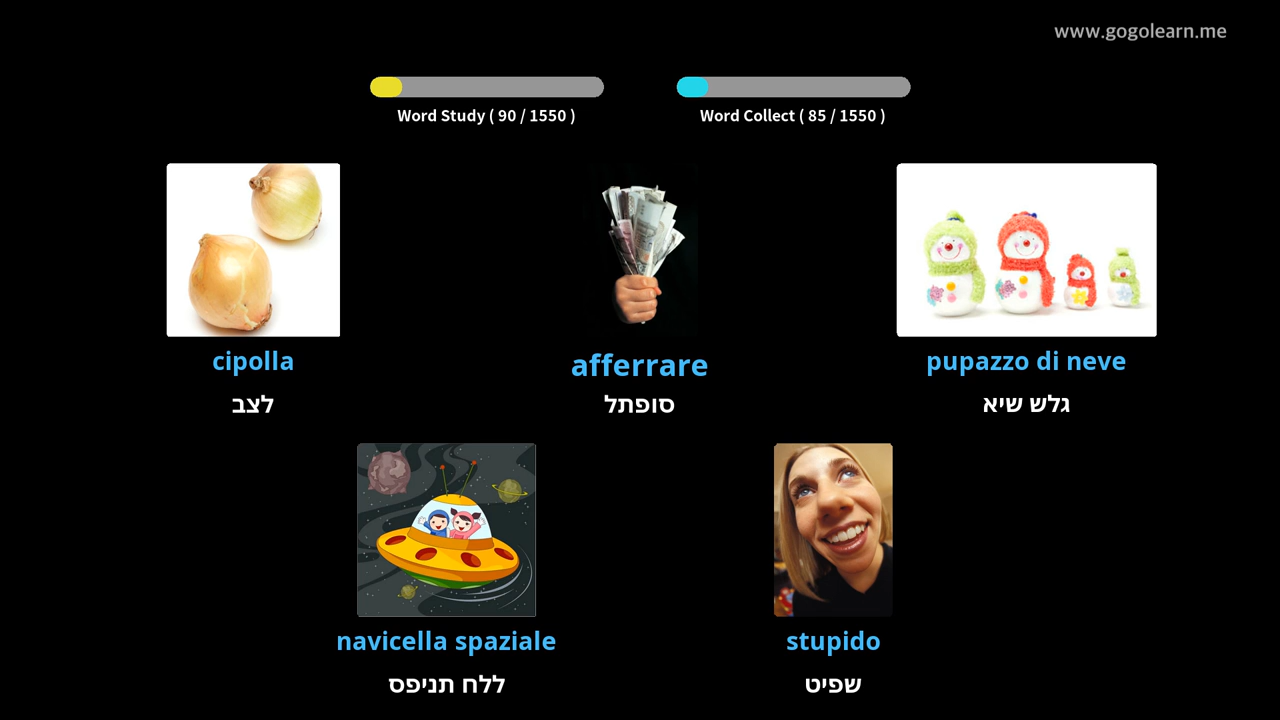 www.gogolearn.me
Word Study ( 90 / 1550 )
Word Collect ( 85 / 1550 )
cipolla
לצב
afferrare
סופתל
pupazzo di neve
גלש שיא
navicella spaziale
ללח תניפס
stupido
שפיט